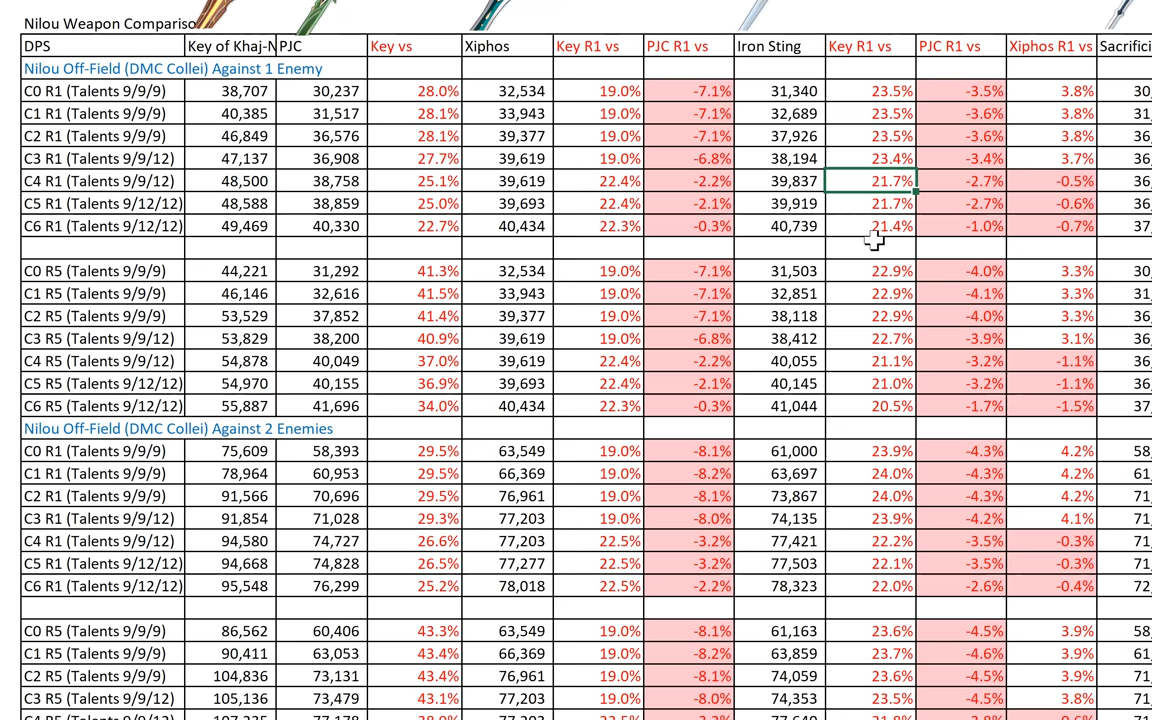 Nilou Weapon Compariso
DPS Key of Khaj-N PJC Key vs Xiphos Key R1 vs PJC R1 vs Iron Sting Key R1 vs PJC R1 vs Xiphos R1 vs Sacrifici
Nilou Off-Field (DMC Collei) Against 1 Enemy
C0 R1 (Talents 9/9/9) 38,707 30,237 28.0% 32,534 19.0% -7.1% 31,340 23.5% -3.5% 3.8% 30,
C1 R1 (Talents 9/9/9) 40,385 31,517 28.1% 33,943 19.0% -7.1% 32,689 23.5% -3.6% 3.8% 31,
C2 R1 (Talents 9/9/9) 46,849 36,576 28.1% 39,377 19.0% -7.1% 37,926 23.5% -3.6% 3.8% 36,
C3 R1 (Talents 9/9/12) 47,137 36,908 27.7% 39,619 19.0% -6.8% 38,194 23.4% -3.4% 3.7% 36,
C4 R1 (Talents 9/9/12) 48,500 38,758 25.1% 39,619 22.4% -2.2% 39,837 21.7% -2.7% -0.5% 36,
C5 R1 (Talents 9/12/12) 48,588 38,859 25.0% 39,693 22.4% -2.1% 39,919 21.7% -2.7% -0.6% 36,
C6 R1 (Talents 9/12/12) 49,469 40,330 22.7% 40,434 22.3% -0.3% 40,739 21.4% -1.0% -0.7% 37,
C0 R5 (Talents 9/9/9) 44,221 31,292 41.3% 32,534 19.0% -7.1% 31,503 22.9% -4.0% 3.3% 30,
C1 R5 (Talents 9/9/9) 46,146 32,616 41.5% 33,943 19.0% -7.1% 32,851 22.9% -4.1% 3.3% 31,
C2 R5 (Talents 9/9/9) 53,529 37,852 41.4% 39,377 19.0% -7.1% 38,118 22.9% -4.0% 3.3% 36,
C3 R5 (Talents 9/9/12) 53,829 38,200 40.9% 39,619 19.0% -6.8% 38,412 22.7% -3.9% 3.1% 36,
C4 R5 (Talents 9/9/12) 54,878 40,049 37.0% 39,619 22.4% -2.2% 40,055 21.1% -3.2% -1.1% 36,
C5 R5 (Talents 9/12/12) 54,970 40,155 36.9% 39,693 22.4% -2.1% 40,145 21.0% -3.2% -1.1% 36,
C6 R5 (Talents 9/12/12) 55,887 41,696 34.0% 40,434 22.3% -0.3% 41,044 20.5% -1.7% -1.5% 37,
Nilou Off-Field (DMC Collei) Against 2 Enemies
C0 R1 (Talents 9/9/9) 75,609 58,393 29.5% 63,549 19.0% -8.1% 61,000 23.9% -4.3% 4.2% 58,
C1 R1 (Talents 9/9/9) 78,964 60,953 29.5% 66,369 19.0% -8.2% 63,697 24.0% -4.3% 4.2% 61,
C2 R1 (Talents 9/9/9) 91,566 70,696 29.5% 76,961 19.0% -8.1% 73,867 24.0% -4.3% 4.2% 71,
C3 R1 (Talents 9/9/12) 91,854 71,028 29.3% 77,203 19.0% -8.0% 74,135 23.9% -4.2% 4.1% 71,
C4 R1 (Talents 9/9/12) 94,580 74,727 26.6% 77,203 22.5% -3.2% 77,421 22.2% -3.5% -0.3% 71,
C5 R1 (Talents 9/12/12) 94,668 74,828 26.5% 77,277 22.5% -3.2% 77,503 22.1% -3.5% -0.3% 71,
C6 R1 (Talents 9/12/12) 95,548 76,299 25.2% 78,018 22.5% -2.2% 78,323 22.0% -2.6% -0.4% 72,
C0 R5 (Talents 9/9/9) 86,562 60,406 43.3% 63,549 19.0% -8.1% 61,163 23.6% -4.5% 3.9% 58,
C1 R5 (Talents 9/9/9) 90,411 63,053 43.4% 66,369 19.0% -8.2% 63,859 23.7% -4.6% 3.9% 61,
C2 R5 (Talents 9/9/9) 104,836 73,131 43.4% 76,961 19.0% -8.1% 74,059 23.6% -4.5% 3.9% 71,
C3 R5 (Talents 9/9/12) 105,136 73,479 43.1% 77,203 19.0% -8.0% 74,353 23.5% -4.5% 3.8% 71,